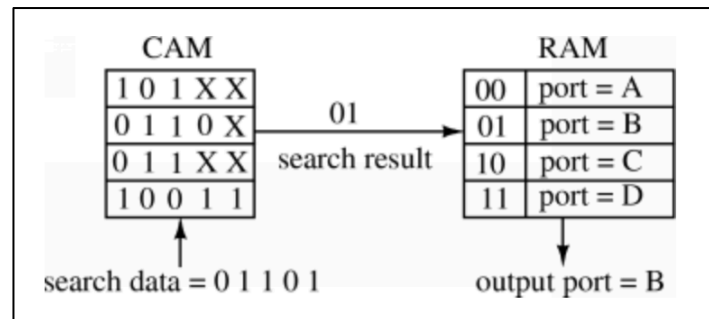 CAM
RAM
1 0 1 X X
0 1 1 0 X
0 1 1 X X
1 0 0 1 1
01
search result
00 port = A
01 port = B
10 port = C
11 port = D
search data = 0 1 1 0 1
output port = B